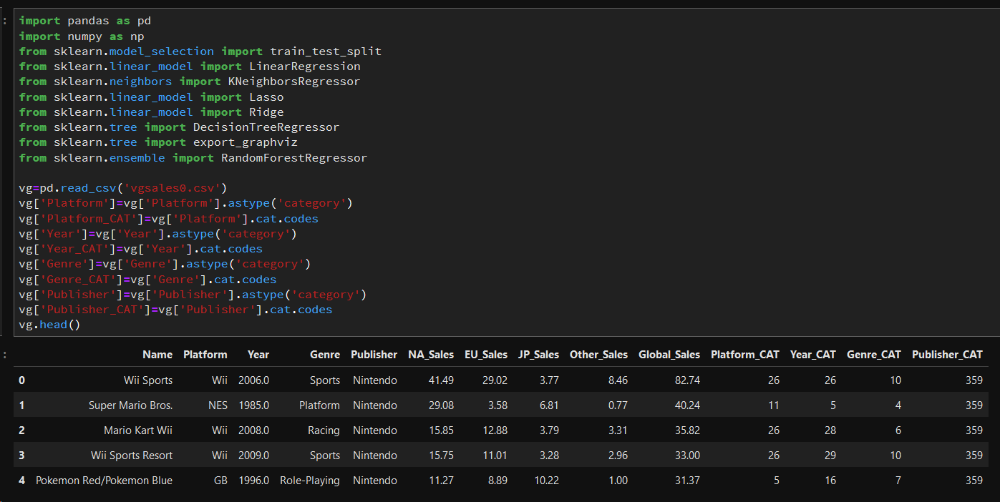 import pandas as pd
import numpy as np
from sklearn.model_selection import train_test_split
from sklearn.linear_model import LinearRegression
from sklearn.neighbors import KNeighborsRegressor
from sklearn.linear_model import Lasso
from sklearn.linear_model import Ridge
from sklearn.tree import DecisionTreeRegressor
from sklearn.tree import export_graphviz
from sklearn.ensemble import RandomForestRegressor

vg=pd.read_csv('vgsales0.csv')
vg['Platform']=vg['Platform'].astype('category')
vg['Platform_CAT']=vg['Platform'].cat.codes
vg['Year']=vg['Year'].astype('category')
vg['Year_CAT']=vg['Year'].cat.codes
vg['Genre']=vg['Genre'].astype('category')
vg['Genre_CAT']=vg['Genre'].cat.codes
vg['Publisher']=vg['Publisher'].astype('category')
vg['Publisher_CAT']=vg['Publisher'].cat.codes
vg.head()
Name Platform Year Genre Publisher NA_Sales EU_Sales JP_Sales Other_Sales Global_Sales Platform_CAT Year_CAT Genre_CAT Publisher_CAT
0 Wii Sports Wii 2006.0 Sports Nintendo 41.49 29.02 3.77 8.46 82.74 26 26 10 359
1 Super Mario Bros. NES 1985.0 Platform Nintendo 29.08 3.58 6.81 0.77 40.24 11 5 4 359
2 Mario Kart Wii Wii 2008.0 Racing Nintendo 15.85 12.88 3.79 3.31 35.82 26 28 6 359
3 Wii Sports Resort Wii 2009.0 Sports Nintendo 15.75 11.01 3.28 2.96 33.00 26 29 10 359
4 Pokemon Red/Pokemon Blue GB 1996.0 Role-Playing Nintendo 11.27 8.89 10.22 1.00 31.37 5 16 7 359